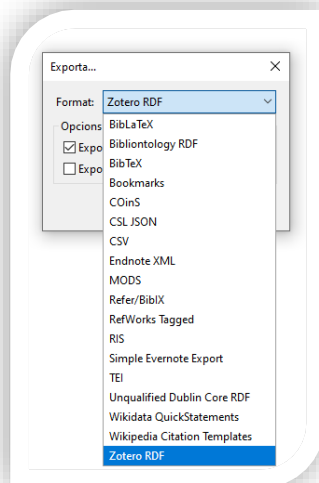 Exporta...
Format: Zotero RDF
Opcions
Expo
Expo
BibLaTeX
Bibliontology RDF
BibTeX
Bookmarks
COinS
CSL JSON
CSV
Endnote XML
MODS
Refer/BibIX
RefWorks Tagged
RIS
Simple Evernote Export
TEI
Unqualified Dublin Core RDF
Wikidata QuickStatements
Wikipedia Citation Templates
Zotero RDF